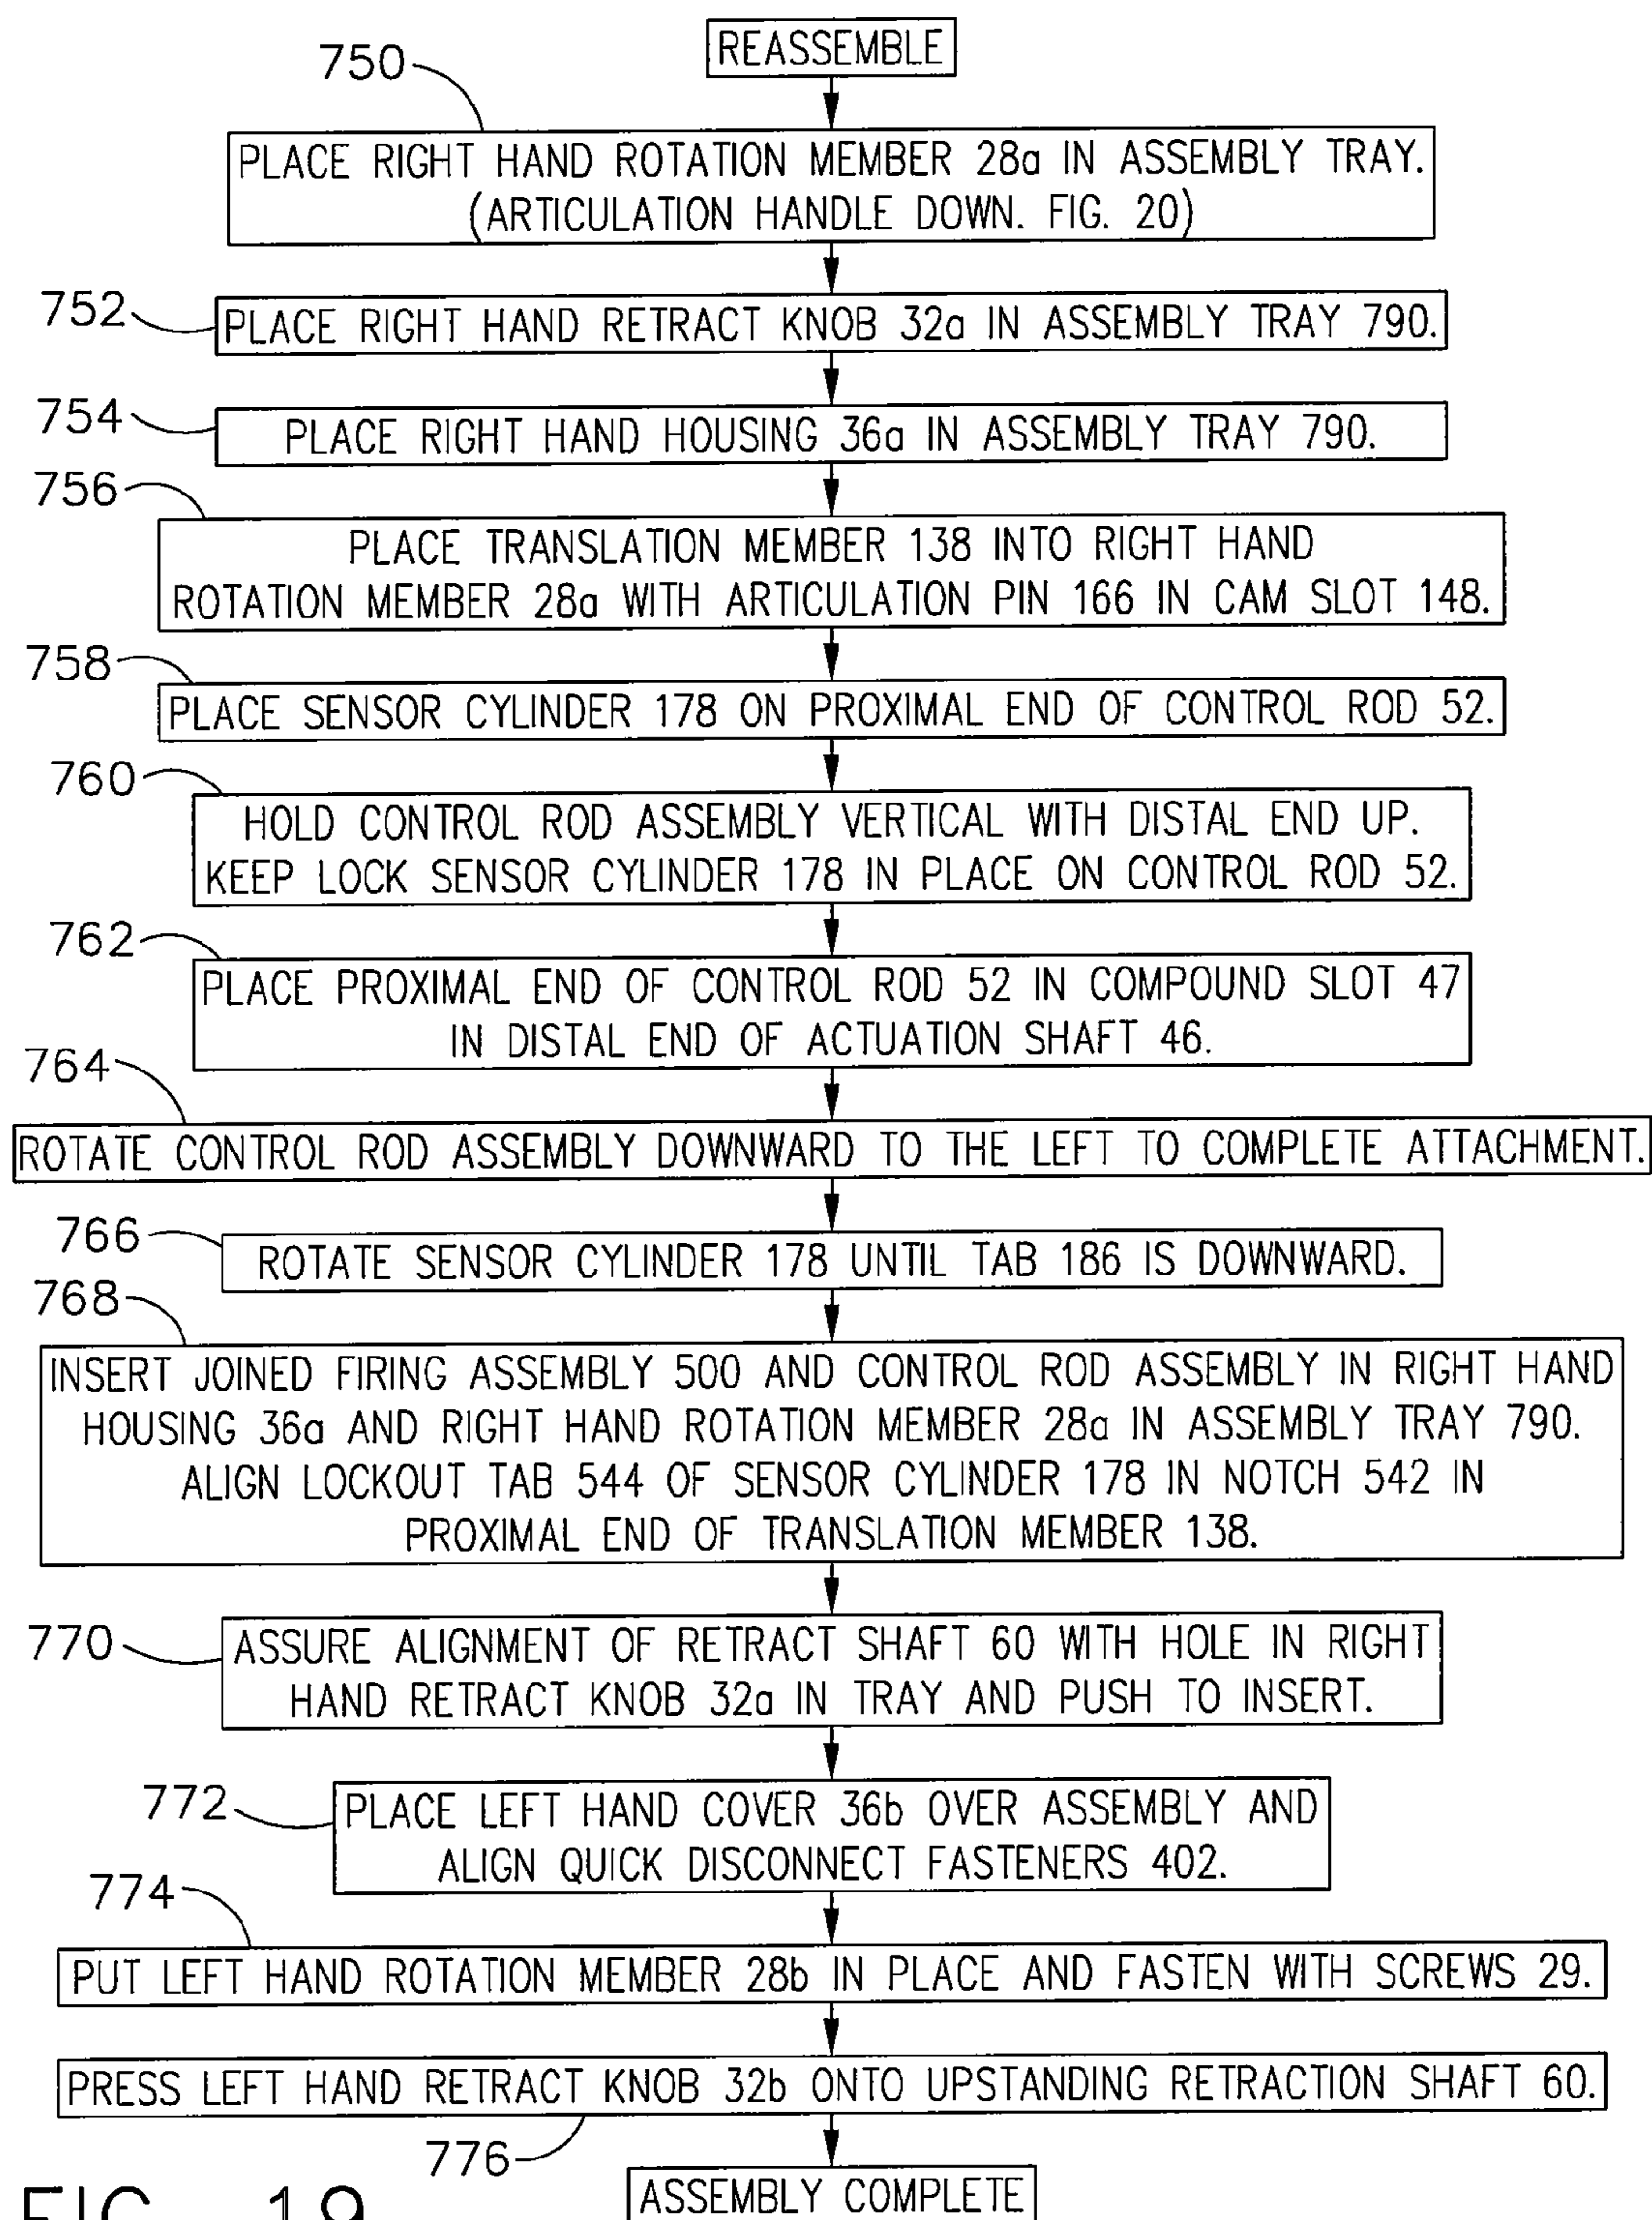 REASSEMBLE
750
PLACE RIGHT HAND ROTATION MEMBER 28a IN ASSEMBLY TRAY.
(ARTICULATION HANDLE DOWN. FIG. 20)
752
PLACE RIGHT HAND RETRACT KNOB 32a IN ASSEMBLY TRAY 790.
754
PLACE RIGHT HAND HOUSING 36a IN ASSEMBLY TRAY 790.
756
PLACE TRANSLATION MEMBER 138 INTO RIGHT HAND
ROTATION MEMBER 28a WITH ARTICULATION PIN 166 IN CAM SLOT 148.
758
PLACE SENSOR CYLINDER 178 ON PROXIMAL END OF CONTROL ROD 52.
760
HOLD CONTROL ROD ASSEMBLY VERTICAL WITH DISTAL END UP.
KEEP LOCK SENSOR CYLINDER 178 IN PLACE ON CONTROL ROD 52.
762
PLACE PROXIMAL END OF CONTROL ROD 52 IN COMPOUND SLOT 47
IN DISTAL END OF ACTUATION SHAFT 46.
764
ROTATE CONTROL ROD ASSEMBLY DOWNWARD TO THE LEFT TO COMPLETE ATTACHMENT.
766
ROTATE SENSOR CYLINDER 178 UNTIL TAB 186 IS DOWNWARD.
768
INSERT JOINED FIRING ASSEMBLY 500 AND CONTROL ROD ASSEMBLY IN RIGHT HAND
HOUSING 36a AND RIGHT HAND ROTATION MEMBER 28a IN ASSEMBLY TRAY 790.
ALIGN LOCKOUT TAB 544 OF SENSOR CYLINDER 178 IN NOTCH 542 IN
PROXIMAL END OF TRANSLATION MEMBER 138.
770
ASSURE ALIGNMENT OF RETRACT SHAFT 60 WITH HOLE IN RIGHT
HAND RETRACT KNOB 32a IN TRAY AND PUSH TO INSERT.
772
PLACE LEFT HAND COVER 36b OVER ASSEMBLY AND
ALIGN QUICK DISCONNECT FASTENERS 402.
774
PUT LEFT HAND ROTATION MEMBER 28b IN PLACE AND FASTEN WITH SCREWS 29.
PRESS LEFT HAND RETRACT KNOB 32b ONTO UPSTANDING RETRACTION SHAFT 60.
776
ASSEMBLY COMPLETE
FIG. 19